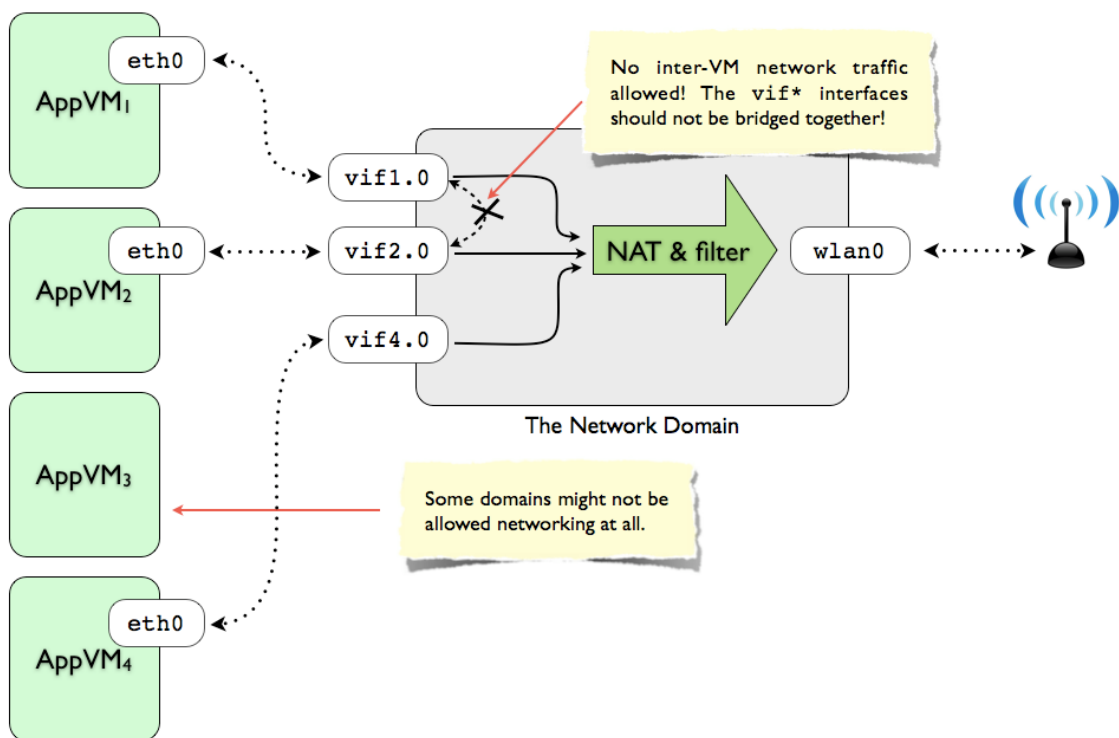 eth0
AppVM1
No inter-VM network traffic
allowed! The vif* interfaces
should not be bridged together!
vif1.0
eth0
AppVM2
vif2.0
NAT & filter
wlan0
vif4.0
The Network Domain
AppVM3
Some domains might not be
allowed networking at all.
eth0
AppVM4